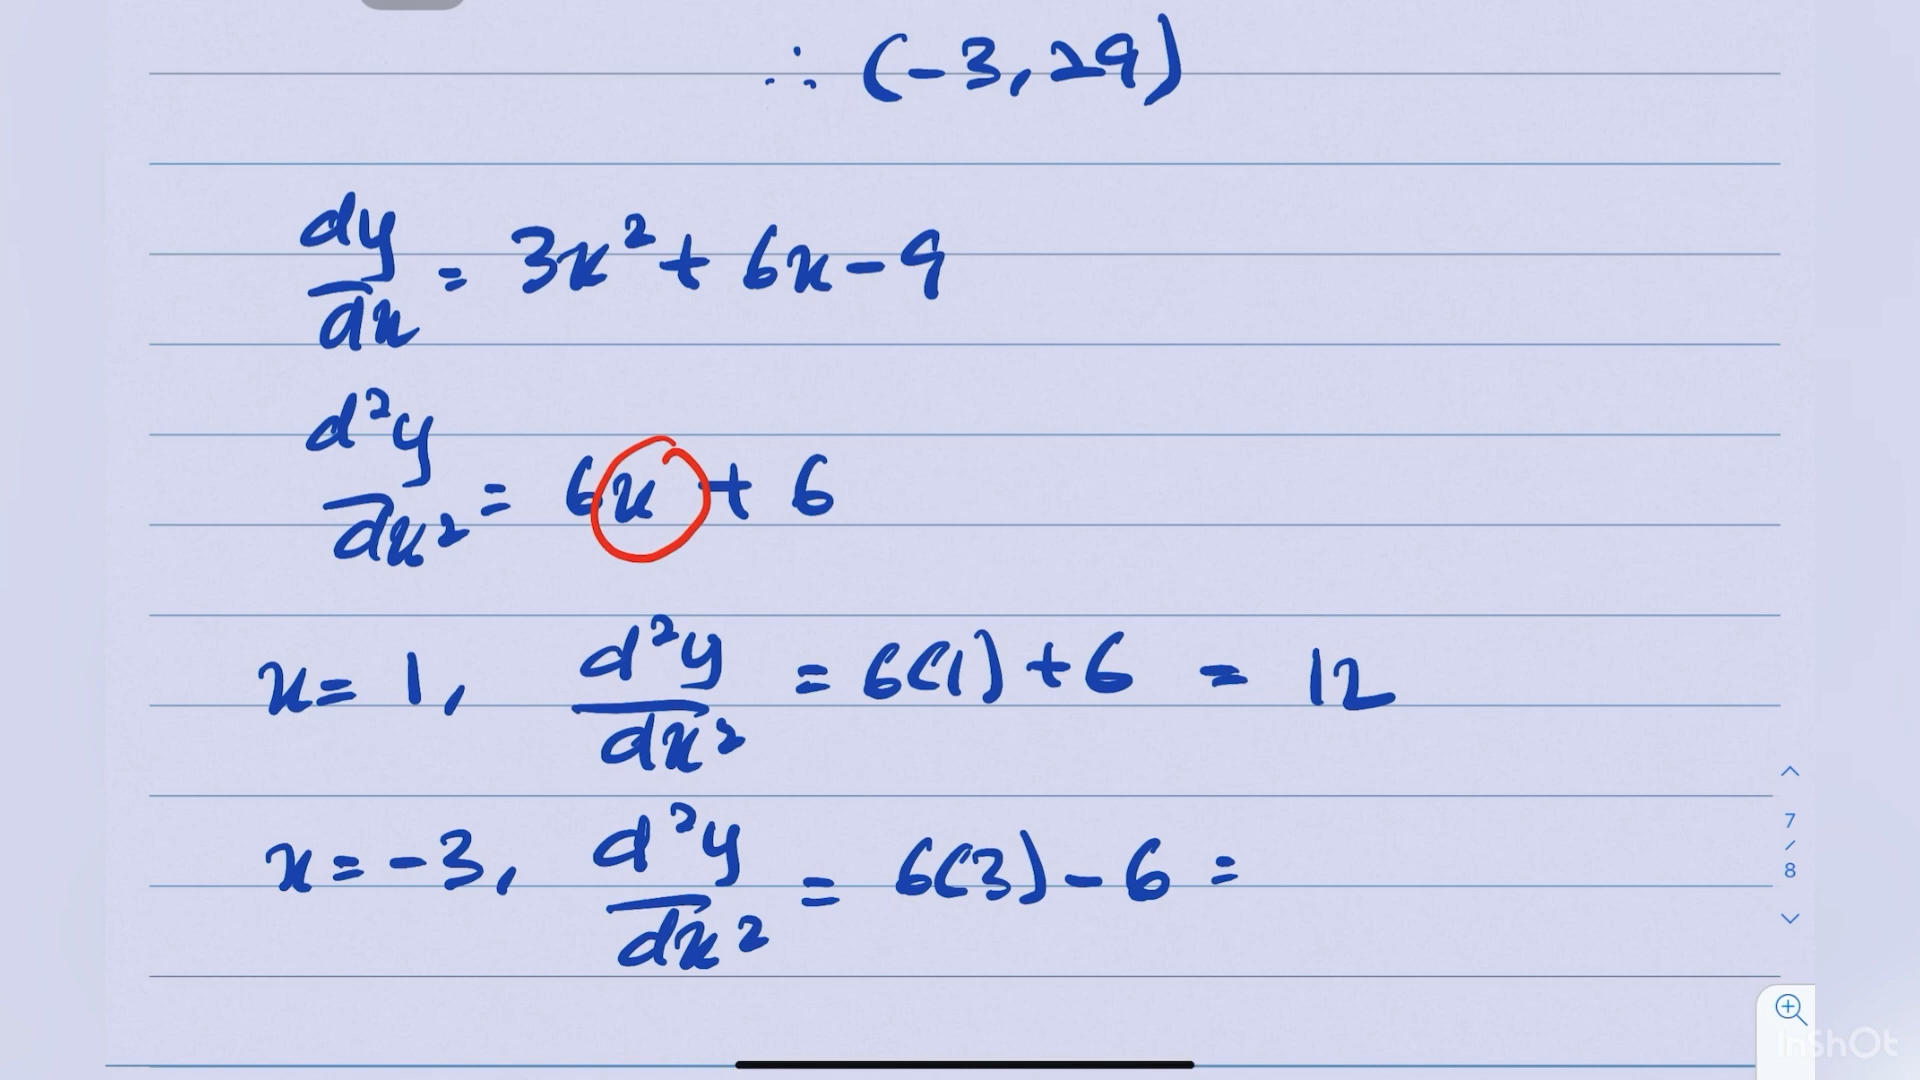 ∴ (-3, 29)
dy/dx = 3x² + 6x - 9
d²y/dx² = 6x + 6
x = 1, d²y/dx² = 6(1) + 6 = 12
x = -3, d²y/dx² = 6(3) - 6 =
7
/
8
InShOt